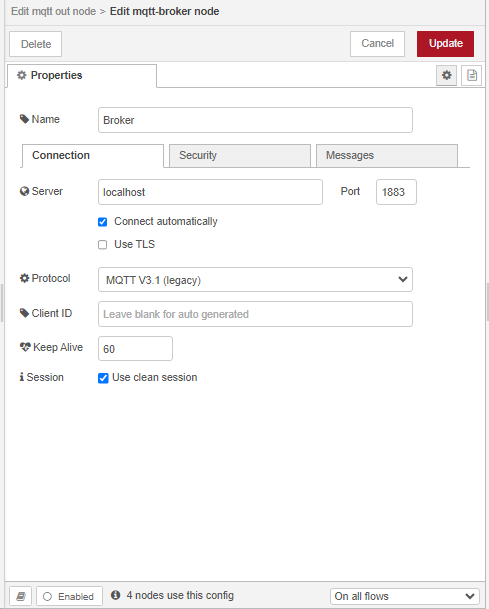 Edit mqtt out node > Edit mqtt-broker node
Delete Cancel Update
Properties
Name Broker
Connection Security Messages
Server localhost Port 1883
Connect automatically
Use TLS
Protocol MQTT V3.1 (legacy)
Client ID Leave blank for auto generated
Keep Alive 60
Session Use clean session
Enabled 4 nodes use this config On all flows